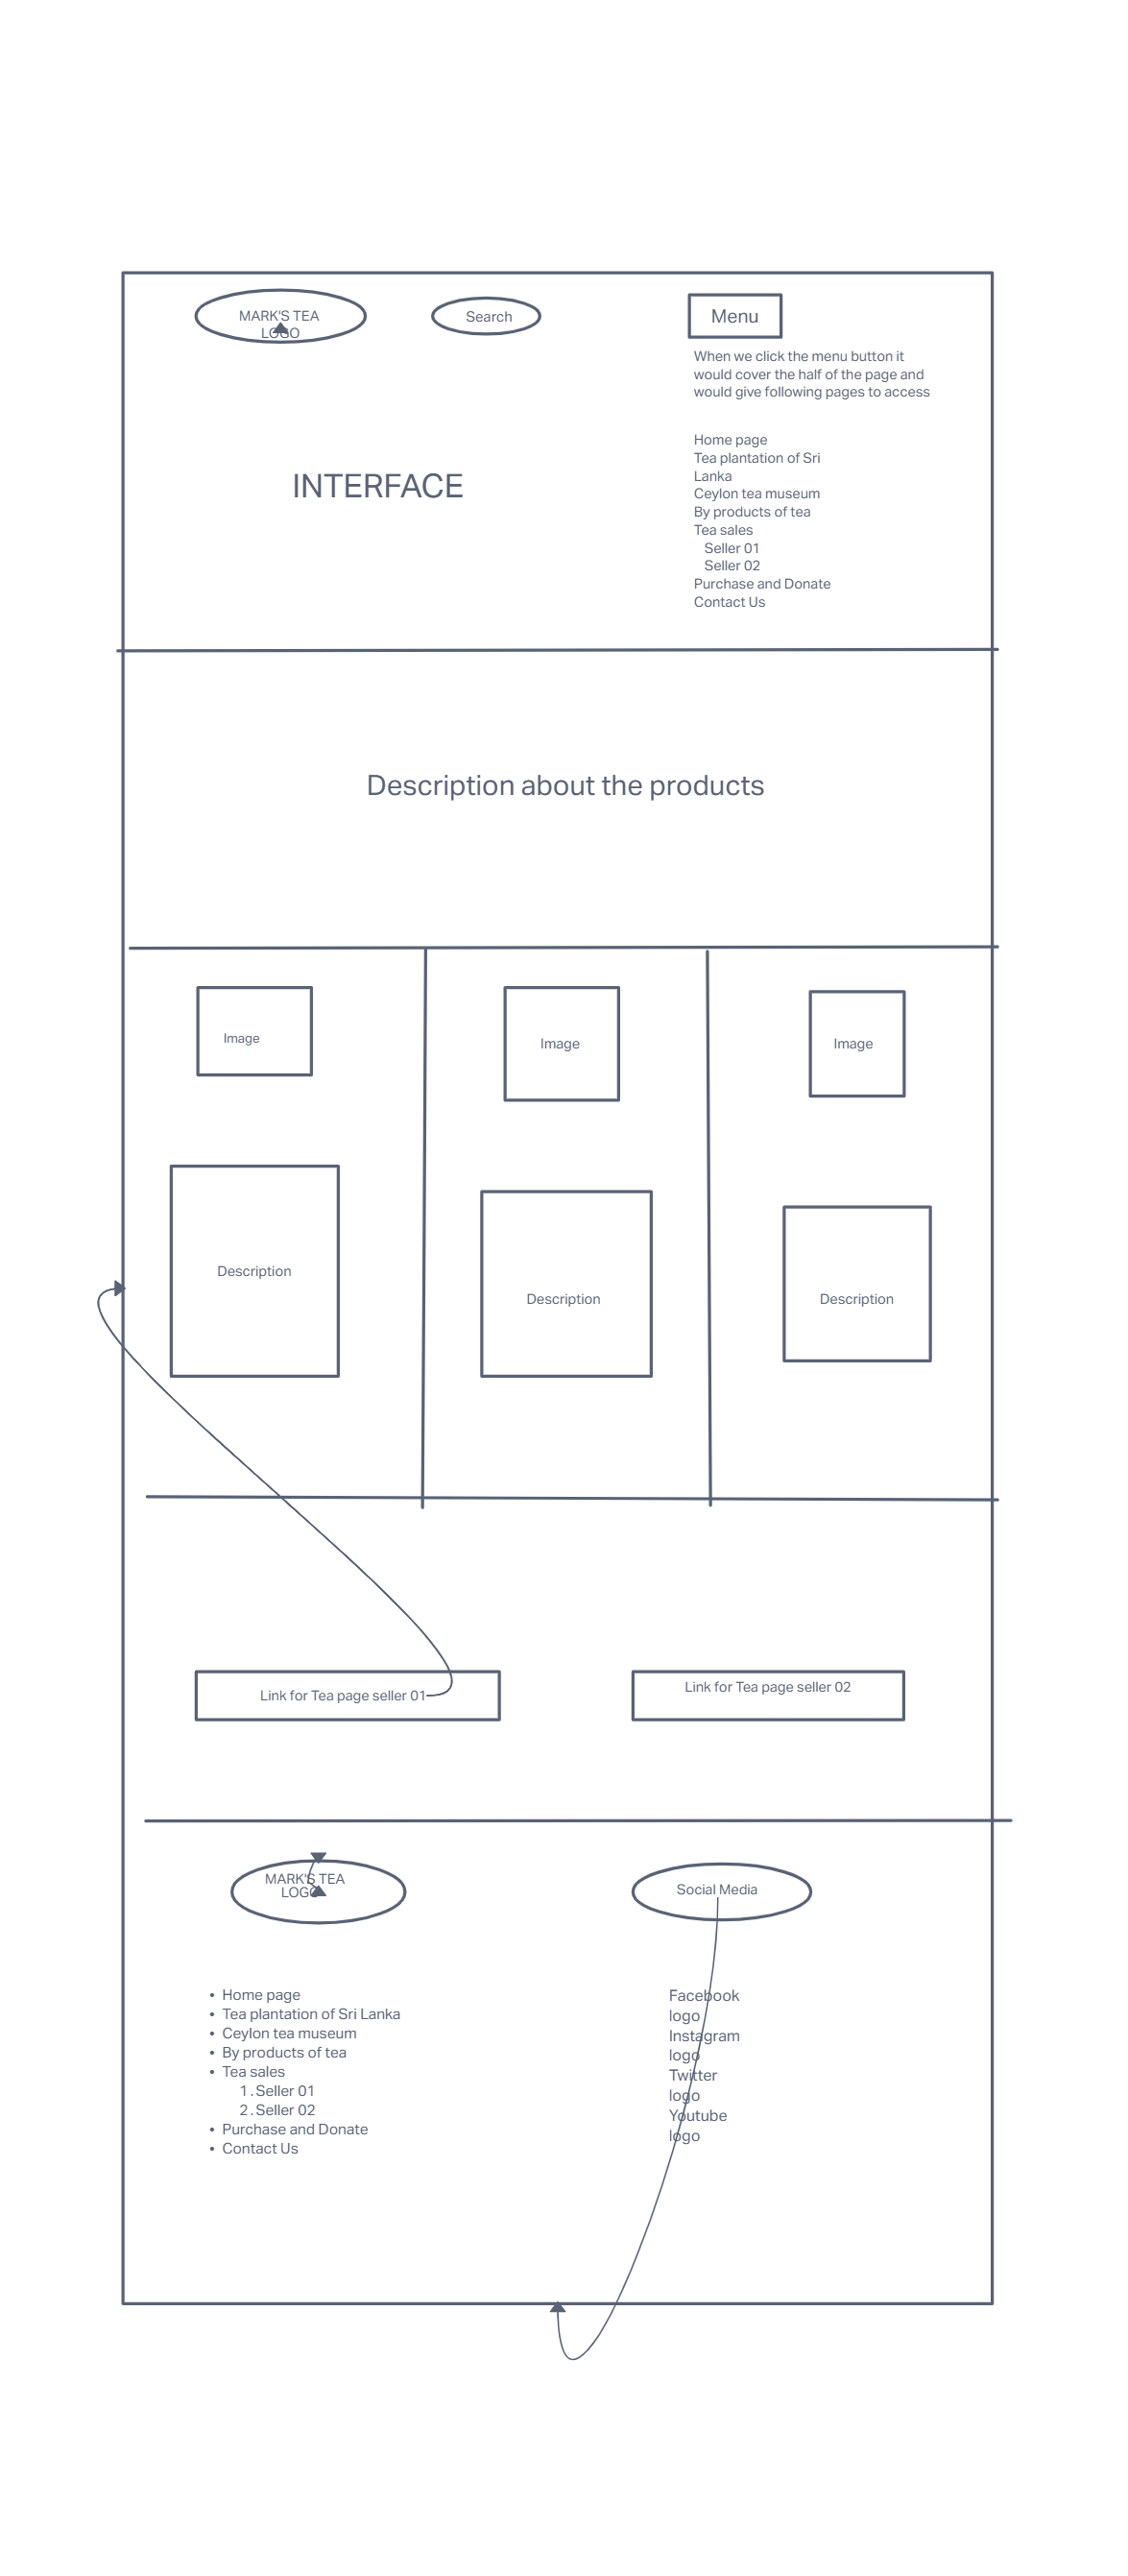 MARK'S TEA
LOGO
Search
Menu
When we click the menu button it
would cover the half of the page and
would give following pages to access
Home page
Tea plantation of Sri
Lanka
Ceylon tea museum
By products of tea
Tea sales
Seller 01
Seller 02
Purchase and Donate
Contact Us
INTERFACE
Description about the products
Image
Image
Image
Description
Description
Description
Link for Tea page seller 01
Link for Tea page seller 02
MARK'S TEA
LOGO
Social Media
• Home page
• Tea plantation of Sri Lanka
• Ceylon tea museum
• By products of tea
• Tea sales
1. Seller 01
2. Seller 02
• Purchase and Donate
• Contact Us
Facebook
logo
Instagram
logo
Twitter
logo
Youtube
logo